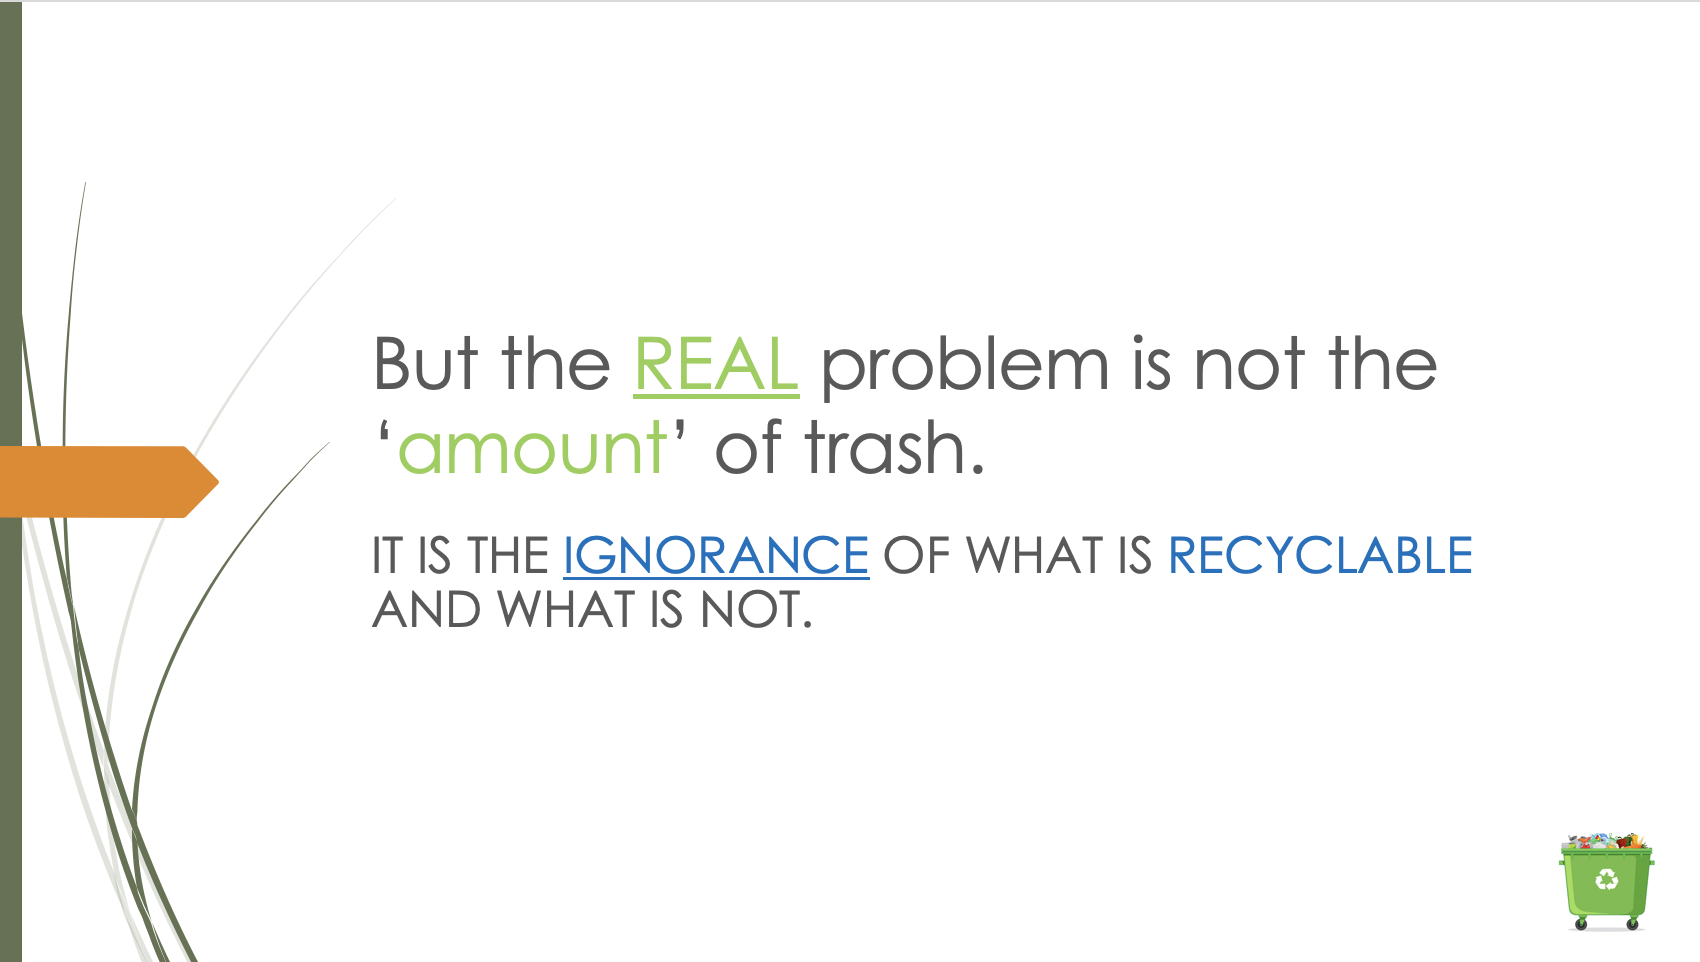 But the REAL problem is not the
‘amount’ of trash.
IT IS THE IGNORANCE OF WHAT IS RECYCLABLE
AND WHAT IS NOT.